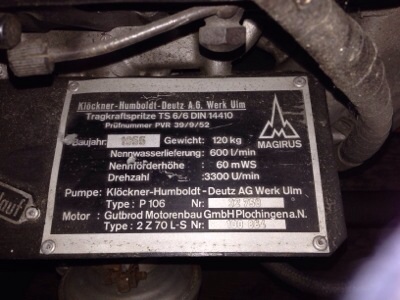 Klöckner-Humboldt-Deutz A.G. Werk Ulm
Tragkraftspritze TS 6/6 DIN 14410
Prüfnummer PVR 39/9/52
Baujahr: Gewicht: 120 kg
MAGIRUS
Nennwasserlieferung: 600 l/min
Nennförderhöhe : 60 m WS
Drehzahl : 3300 U/min
Pumpe: Klöckner-Humboldt-Deutz AG Werk Ulm
Type: P 106 Nr:
Motor : Gutbrod Motorenbau GmbH Plochingen a.N.
Type: 2 Z 70 L-S Nr:
lauf